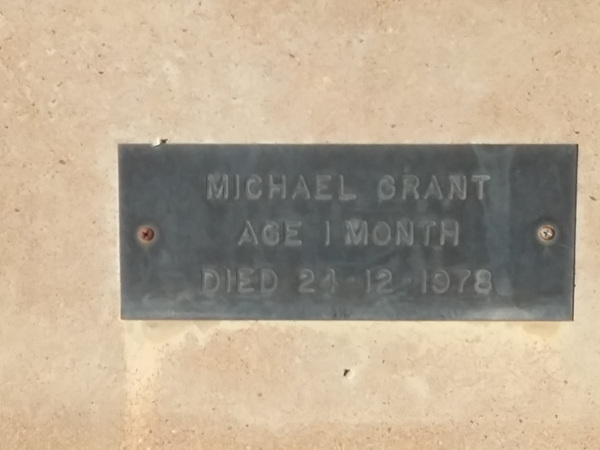 MICHAEL GRANT
AGE 1 MONTH
DIED 24-12-1978